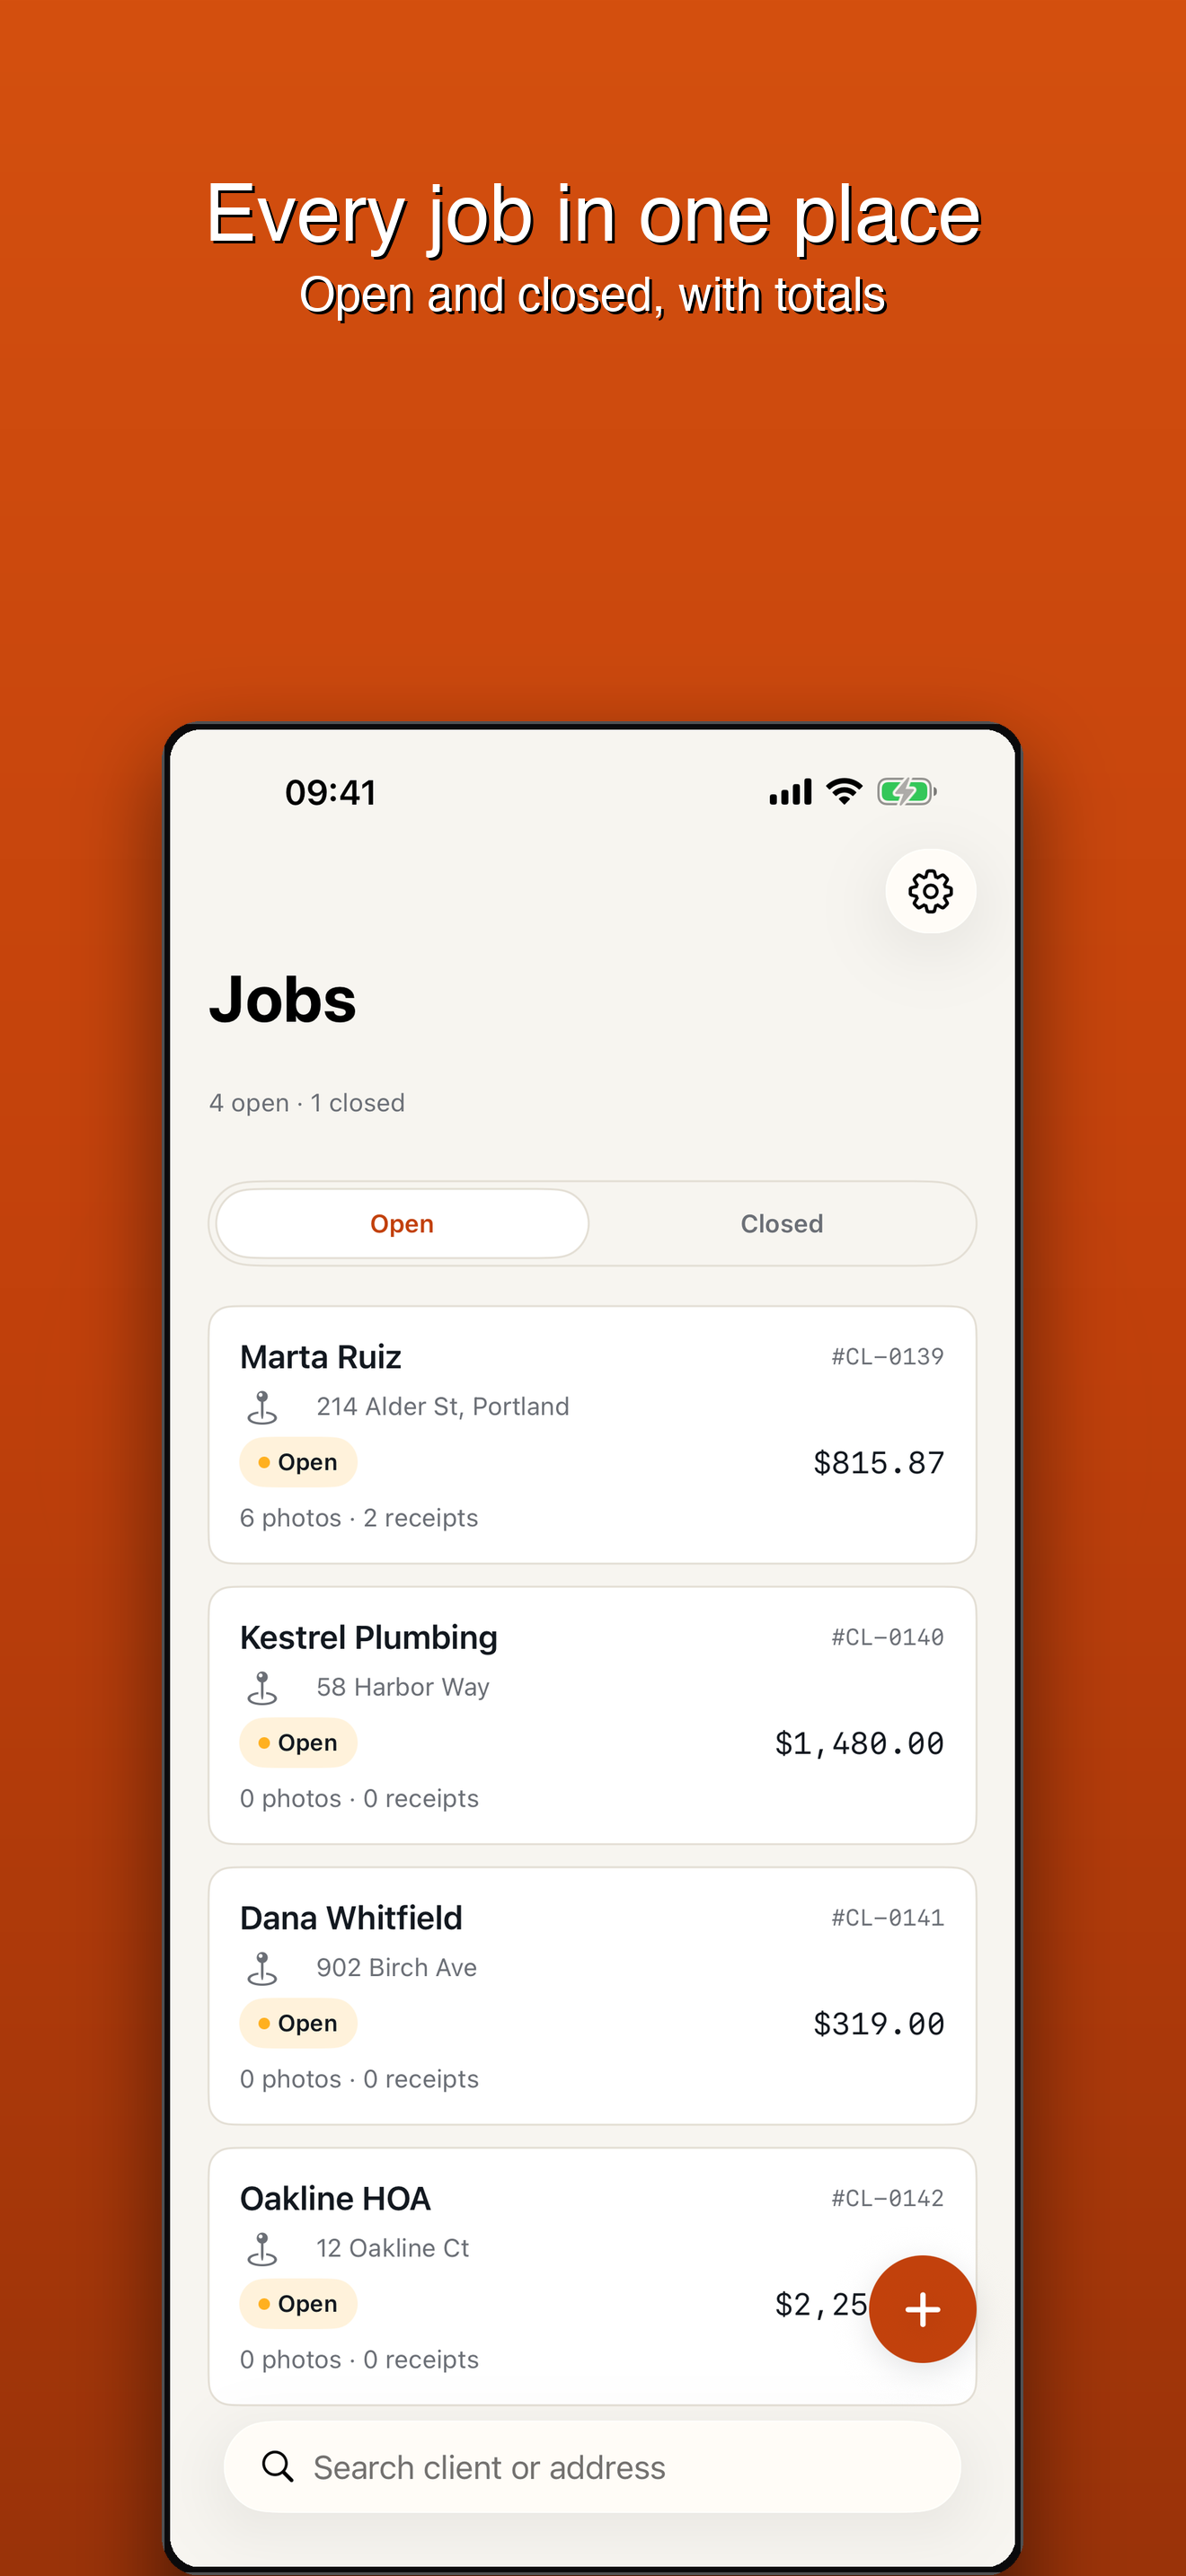 Every job in one place
Open and closed, with totals
09:41
Jobs
4 open · 1 closed
Open Closed
Marta Ruiz #CL-0139
214 Alder St, Portland
Open $815.87
6 photos · 2 receipts
Kestrel Plumbing #CL-0140
58 Harbor Way
Open $1,480.00
0 photos · 0 receipts
Dana Whitfield #CL-0141
902 Birch Ave
Open $319.00
0 photos · 0 receipts
Oakline HOA #CL-0142
12 Oakline Ct
Open $2,25
0 photos · 0 receipts
Search client or address